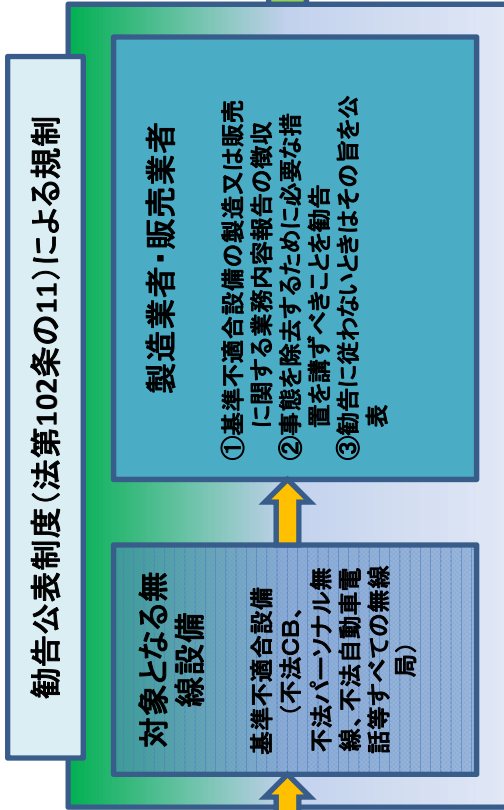 勧告公表制度(法第102条の11)による規制
対象となる無
線設備
基準不適合設備
(不法CB、
不法パーソナル無
線、不法自動車電
話等すべての無線
局)
製造業者・販売業者
①基準不適合設備の製造又は販売
に関する業務内容報告の徴収
②事態を除去するために必要な措
置を講ずべきことを勧告
③勧告に従わないときはその旨を公
表